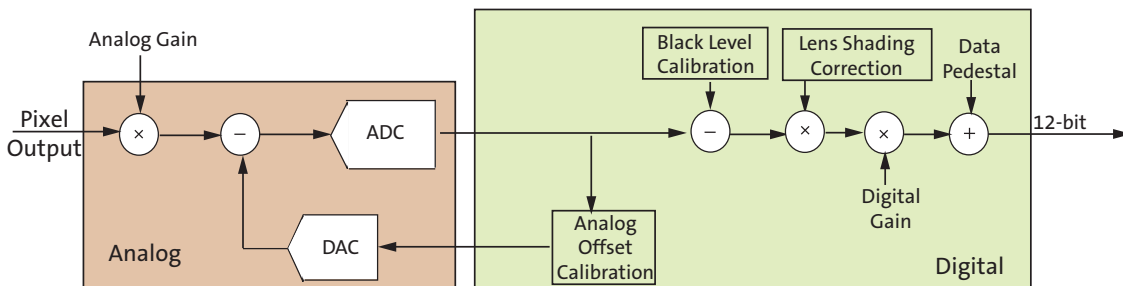 Analog Gain
Pixel
Output
×
−
ADC
DAC
Analog
Black Level
Calibration
Lens Shading
Correction
Data
Pedestal
−
×
×
+
12-bit
Digital
Gain
Analog
Offset
Calibration
Digital